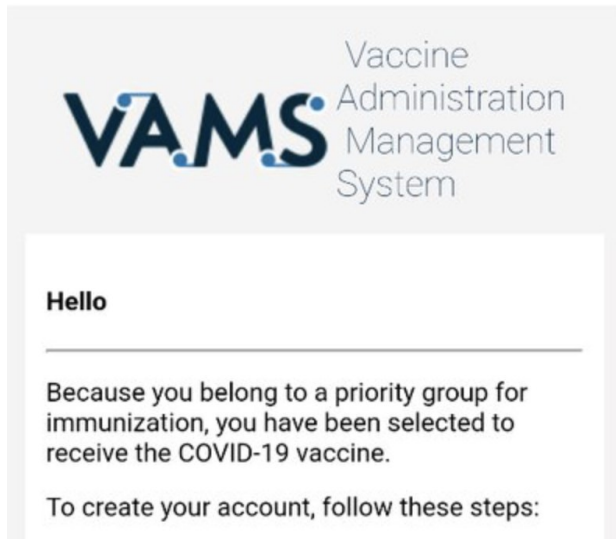 VAMS
Vaccine
Administration
Management
System
Hello
Because you belong to a priority group for
immunization, you have been selected to
receive the COVID-19 vaccine.
To create your account, follow these steps: